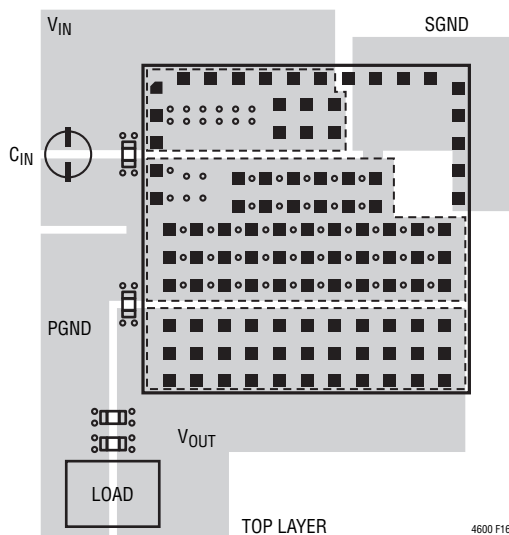 VIN
SGND
CIN
PGND
VOUT
LOAD
TOP LAYER
4600 F16